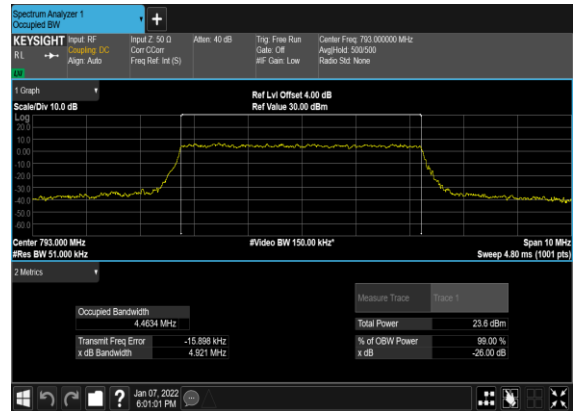 Spectrum Analyzer 1
Occupied BW
+
KEYSIGHT Input: RF Input Z: 50 Ω Atten: 40 dB Trig: Free Run Center Freq: 793.000000 MHz
RL Coupling: DC Corr CCorr Gate: Off Avg|Hold: 500/500
Align: Auto Freq Ref: Int (S) #IF Gain: Low Radio Std: None
1 Graph Ref Lvl Offset 4.00 dB
Scale/Div 10.0 dB Ref Value 30.00 dBm
Log
20.0
10.0
0.00
-10.0
-20.0
-30.0
-40.0
-50.0
-60.0
Center 793.000 MHz #Video BW 150.00 kHz* Span 10 MHz
#Res BW 51.000 kHz Sweep 4.80 ms (1001 pts)
2 Metrics
Measure Trace Trace 1
Occupied Bandwidth
4.4634 MHz Total Power 23.6 dBm
Transmit Freq Error -15.898 kHz % of OBW Power 99.00 %
x dB Bandwidth 4.921 MHz x dB -26.00 dB
? Jan 07, 2022
6:01:01 PM